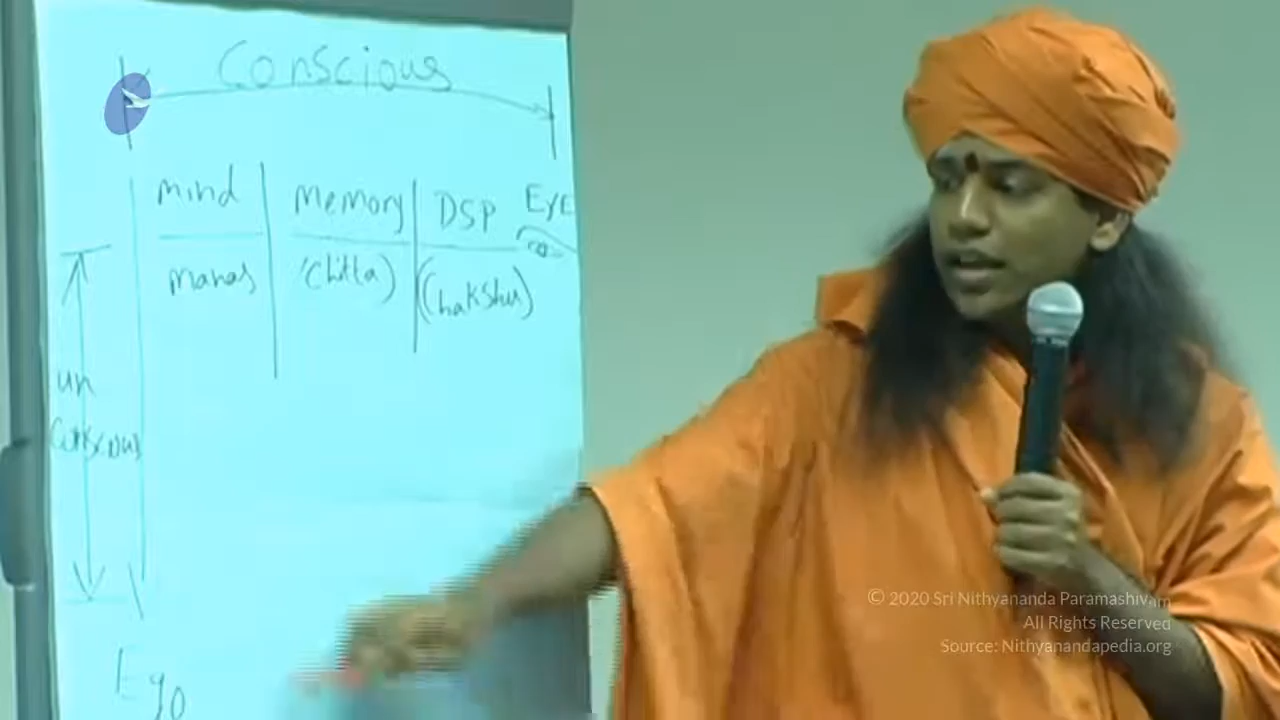 Conscious
Mind
Memory
DSP
EYE
Manas
(Chitta)
(Chakshu)
un
Conscious
Ego
© 2020 Sri Nithyananda Paramashivam
All Rights Reserved
Source: Nithyanandapedia.org